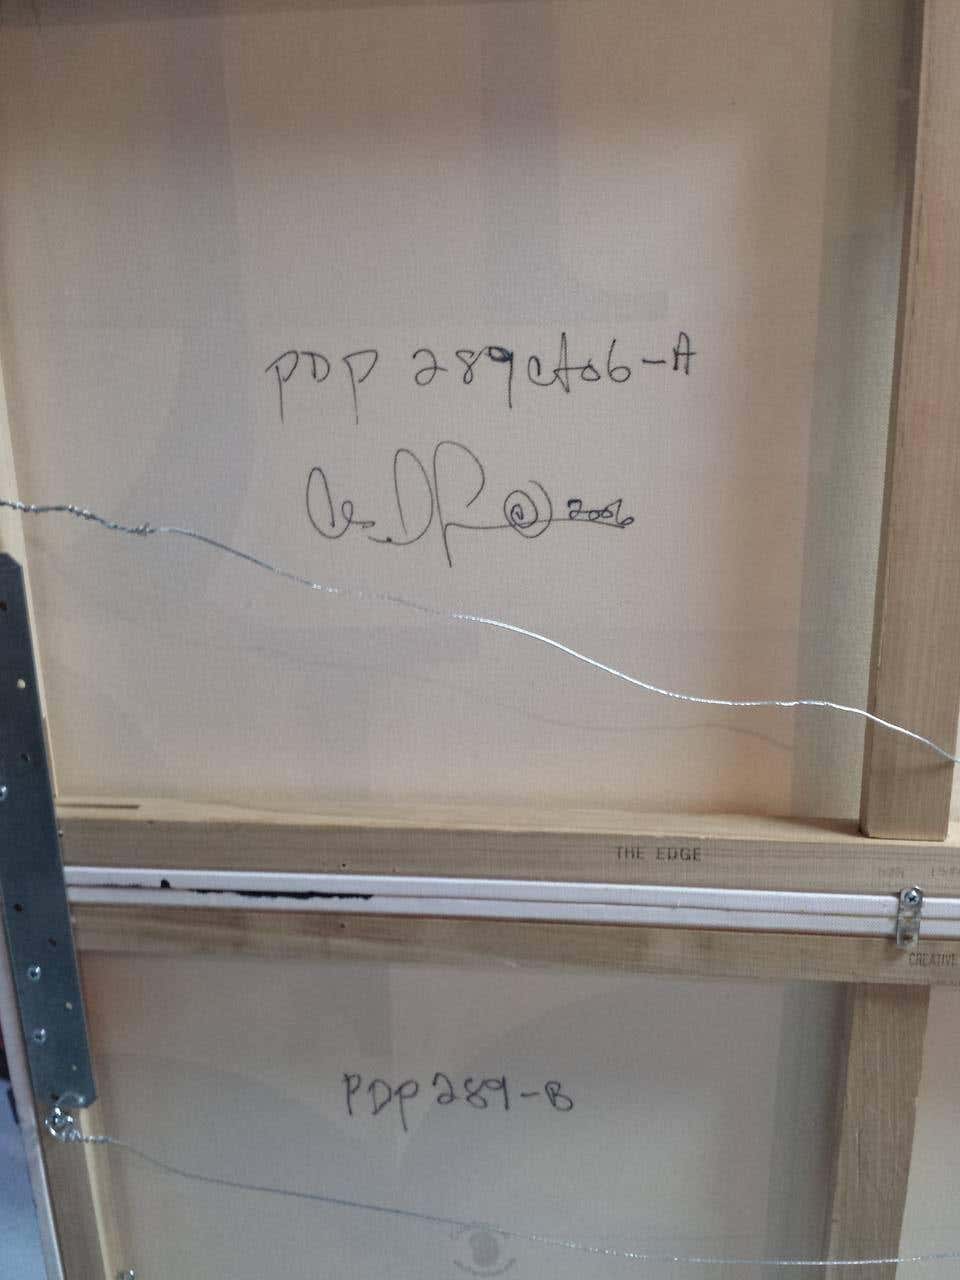 PDP 289ct06-A
© 2006
THE EDGE
CREATIVE
PDP 289-B